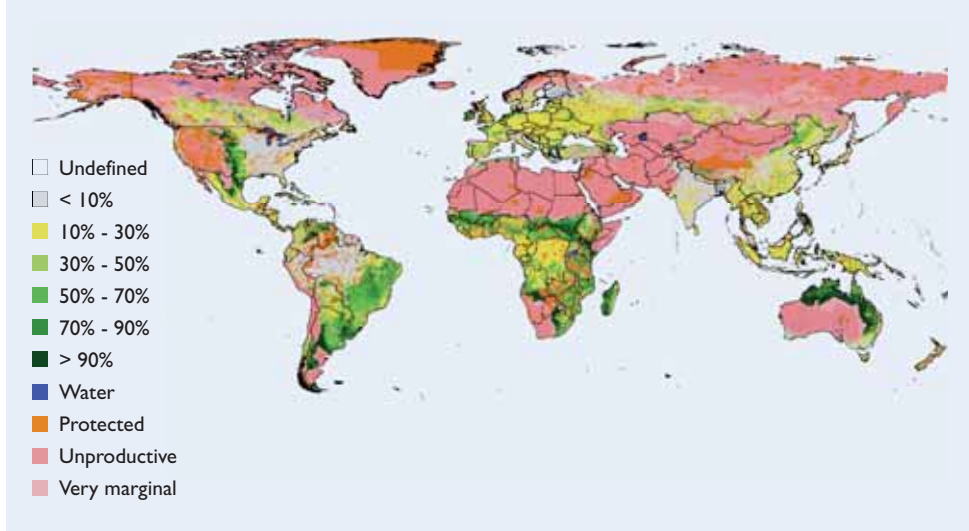 Undefined
< 10%
10% - 30%
30% - 50%
50% - 70%
70% - 90%
> 90%
Water
Protected
Unproductive
Very marginal